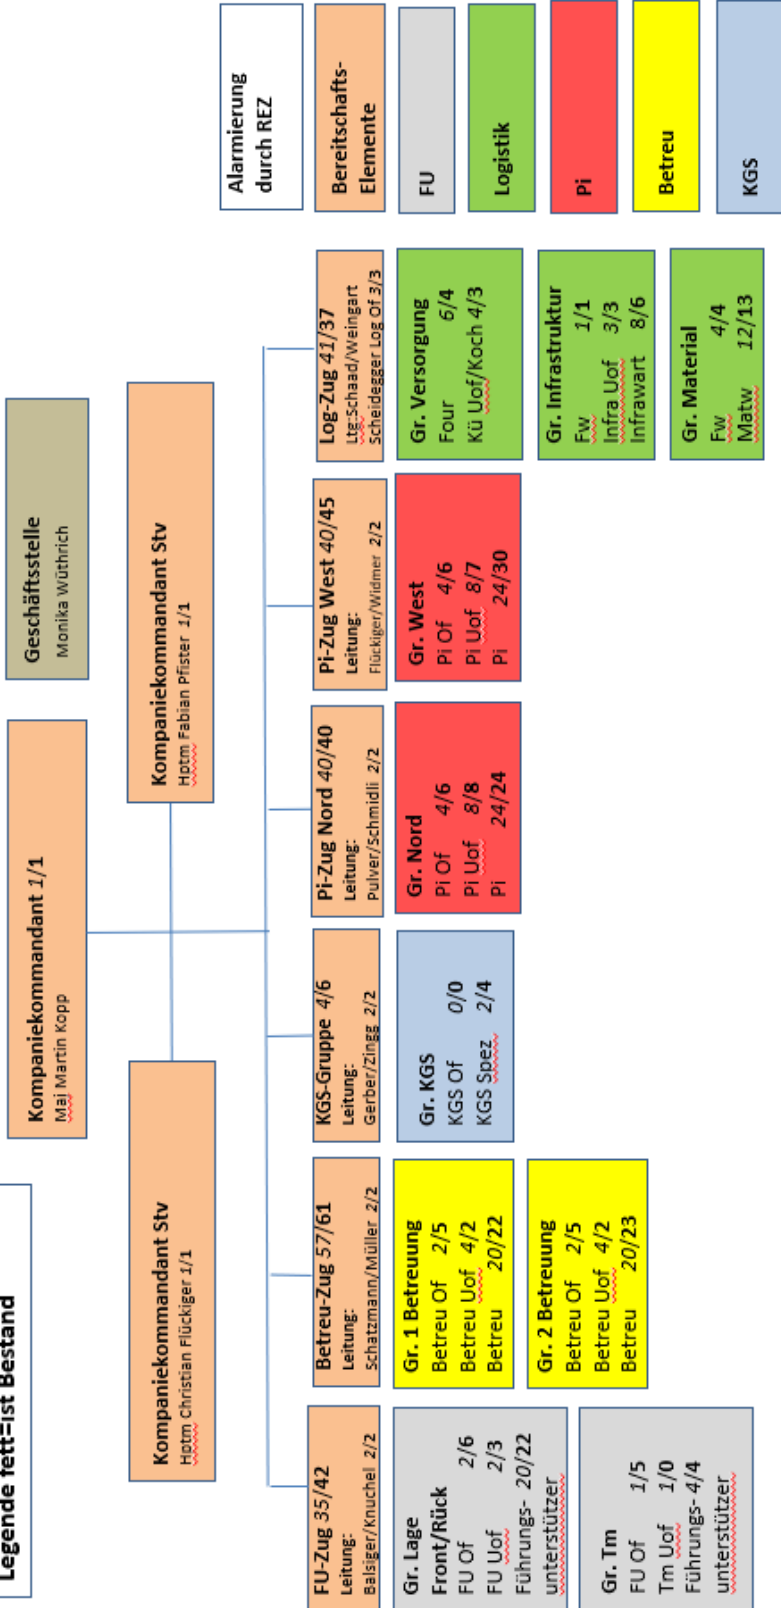 Legende fett=ist Bestand
Kompaniekommandant 1/1
Maj Martin Kopp
Geschäftsstelle
Monika Wüthrich
Kompaniekommandant Stv
Hptm Christian Flückiger 1/1
Kompaniekommandant Stv
Hptm Fabian Pfister 1/1
FU-Zug 35/42
Leitung:
Balsiger/Knuchel 2/2
Gr. Lage
Front/Rück
FU Of 2/6
FU Uof 2/3
Führungs- 20/22
unterstützer
Gr. Tm
FU Of 1/5
Tm Uof 1/0
Führungs- 4/4
unterstützer
Betreu-Zug 57/61
Leitung:
Schatzmann/Müller 2/2
Gr. 1 Betreuung
Betreu Of 2/5
Betreu Uof 4/2
Betreu 20/22
Gr. 2 Betreuung
Betreu Of 2/5
Betreu Uof 4/2
Betreu 20/23
KGS-Gruppe 4/6
Leitung:
Gerber/Zingg 2/2
Gr. KGS
KGS Of 0/0
KGS Spez 2/4
Pi-Zug Nord 40/40
Leitung:
Pulver/Schmidli 2/2
Gr. Nord
Pi Of 4/6
Pi Uof 8/8
Pi 24/24
Pi-Zug West 40/45
Leitung:
Flückiger/Widmer 2/2
Gr. West
Pi Of 4/6
Pi Uof 8/7
Pi 24/30
Log-Zug 41/37
Ltg:Schaad/Weingart
Scheidegger Log Of 3/3
Gr. Versorgung
Four 6/4
Kü Uof/Koch 4/3
Gr. Infrastruktur
Fw 1/1
Infra Uof 3/3
Infrawart 8/6
Gr. Material
Fw 4/4
Matw 12/13
Alarmierung
durch REZ
Bereitschafts-
Elemente
FU
Logistik
Pi
Betreu
KGS